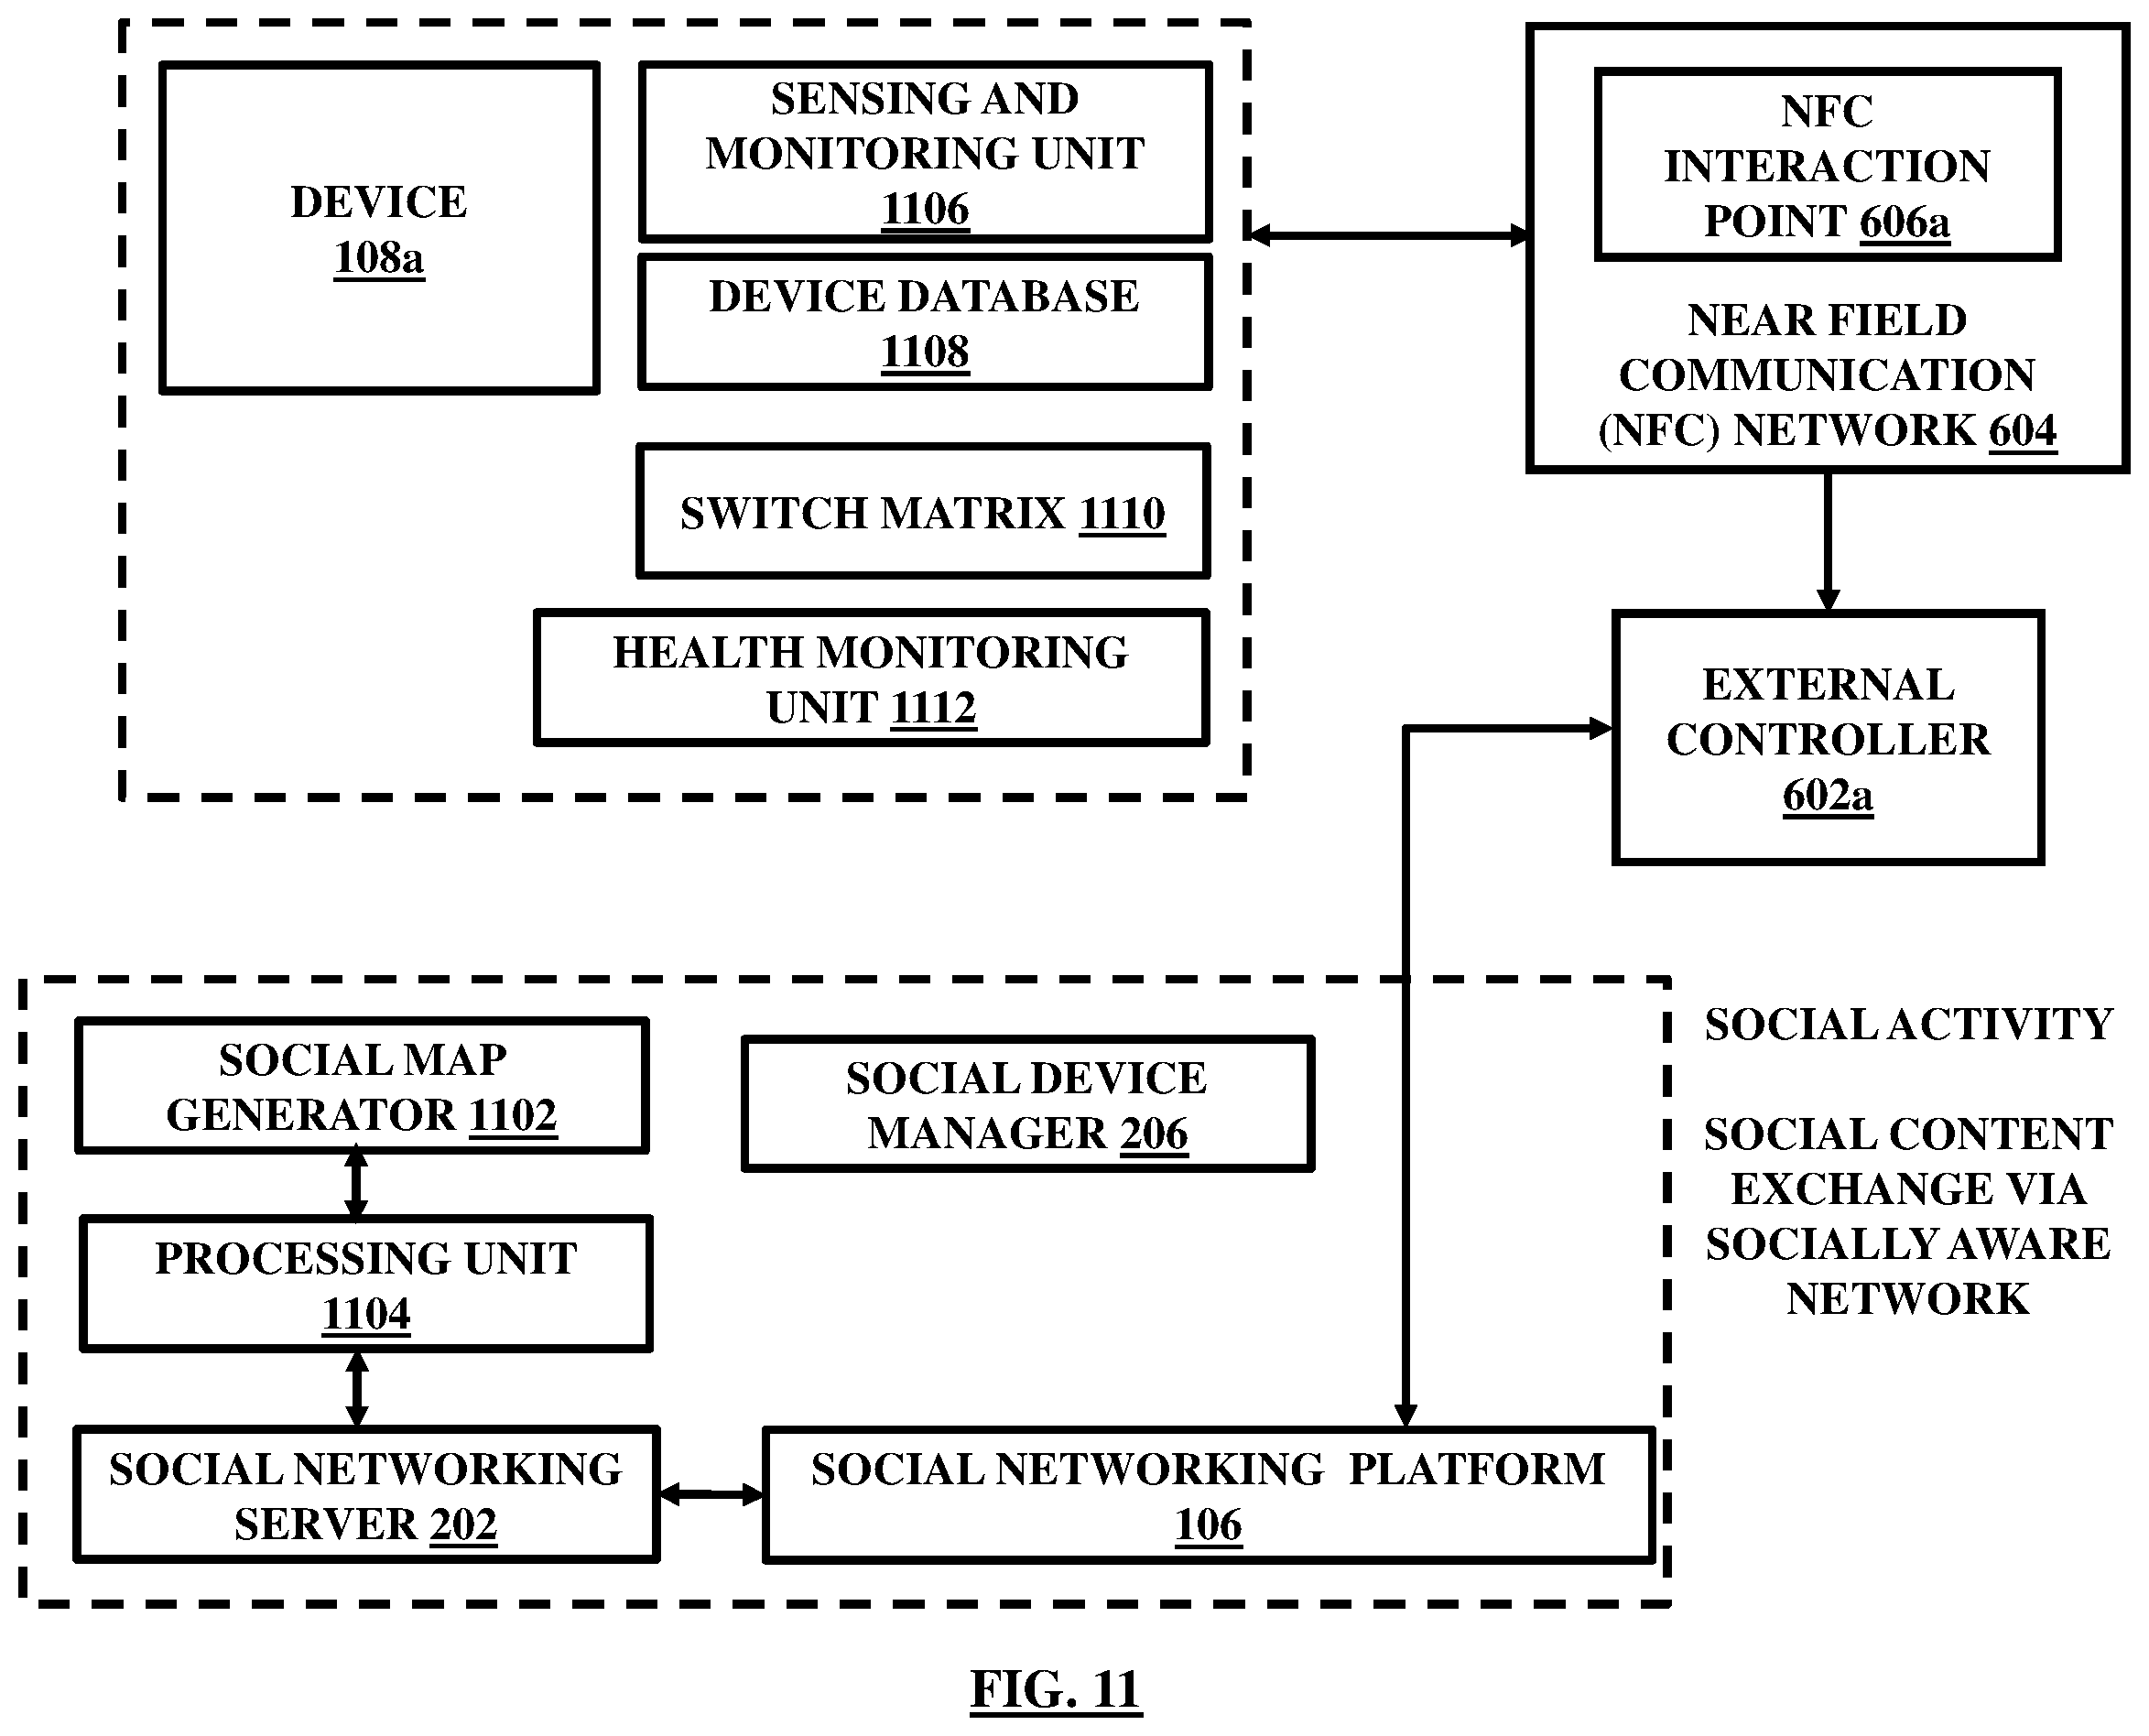 DEVICE
108a
SENSING AND
MONITORING UNIT
1106
DEVICE DATABASE
1108
SWITCH MATRIX 1110
HEALTH MONITORING
UNIT 1112
NFC
INTERACTION
POINT 606a
NEAR FIELD
COMMUNICATION
(NFC) NETWORK 604
EXTERNAL
CONTROLLER
602a
SOCIAL MAP
GENERATOR 1102
SOCIAL DEVICE
MANAGER 206
PROCESSING UNIT
1104
SOCIAL NETWORKING
SERVER 202
SOCIAL NETWORKING PLATFORM
106
SOCIAL ACTIVITY
SOCIAL CONTENT
EXCHANGE VIA
SOCIALLY AWARE
NETWORK
FIG. 11